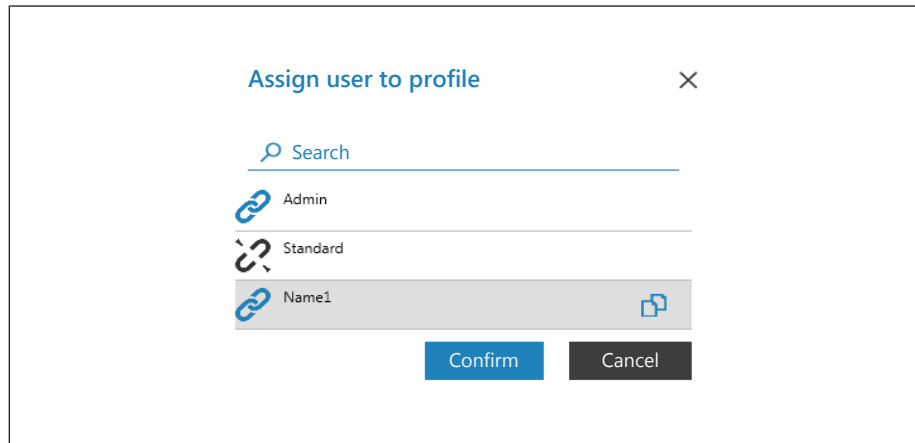 Assign user to profile
Search
Admin
Standard
Name1
Confirm Cancel